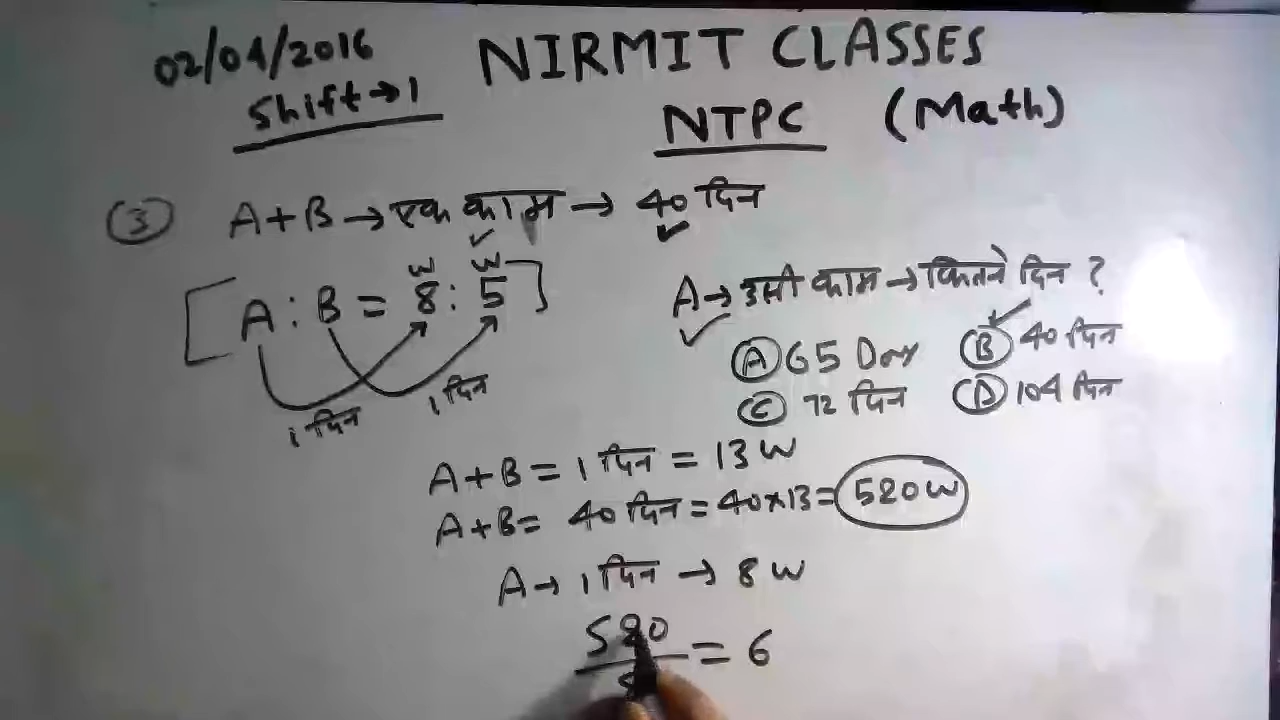 02/04/2016 NIRMIT CLASSES
Shift→1 NTPC (Math)
③ A+B→एक काम→40 दिन
W W
[A:B=8:5] A→उसी काम→कितने दिन?
Ⓐ 65 Day Ⓑ 40 दिन
1 दिन 1 दिन Ⓒ 72 दिन Ⓓ 104 दिन
A+B=1 दिन=13 W
A+B= 40 दिन=40×13=520W
A→1 दिन→8 W
520
= 6